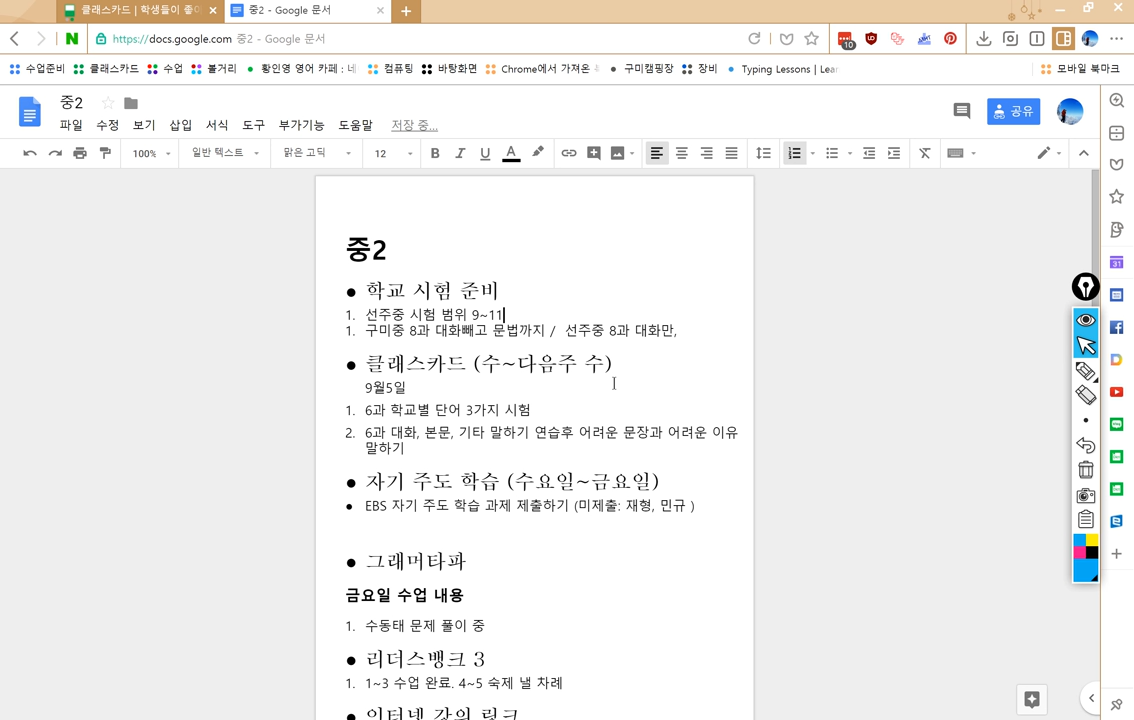 클래스카드 | 학생들이 좋아
중2 - Google 문서
https://docs.google.com 중2 - Google 문서
10
수업준비
클래스카드
수업
볼거리
황인영 영어 카페 : 네
컴퓨팅
바탕화면
Chrome에서 가져온
구미캠핑장
장비
Typing Lessons | Lear
모바일 북마크
중2
공유
파일 수정 보기 삽입 서식 도구 부가기능 도움말 저장 중...
100% 일반 텍스트 맑은 고딕 12 B I U A
중2
● 학교 시험 준비
1. 선주중 시험 범위 9~11
1. 구미중 8과 대화빼고 문법까지 / 선주중 8과 대화만,
● 클래스카드 (수~다음주 수)
9월5일
1. 6과 학교별 단어 3가지 시험
2. 6과 대화, 본문, 기타 말하기 연습후 어려운 문장과 어려운 이유
말하기
● 자기 주도 학습 (수요일~금요일)
● EBS 자기 주도 학습 과제 제출하기 (미제출: 재형, 민규 )
● 그래머타파
금요일 수업 내용
1. 수동태 문제 풀이 중
● 리더스뱅크 3
1. 1~3 수업 완료. 4~5 숙제 낼 차례
● 인터넷 강의 링크
31